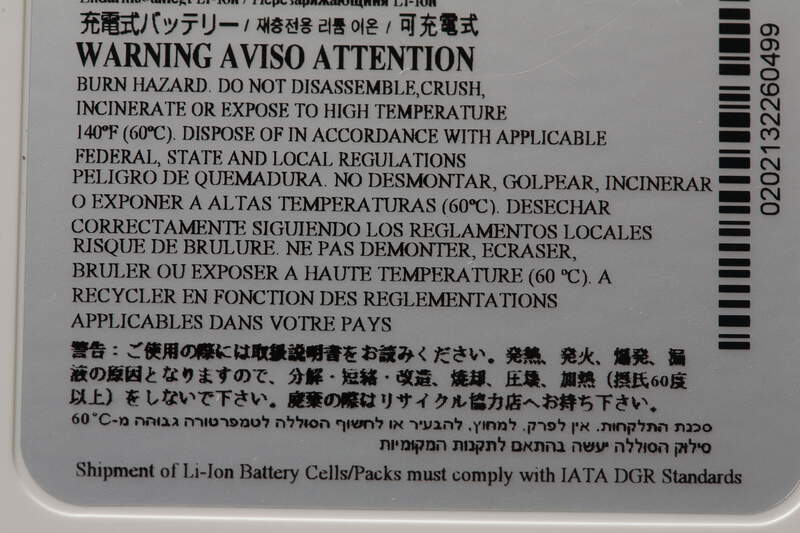 Перезаряжающийся Li-Ion
充電式バッテリー / 재충전용 리튬 이온 / 可充電式
WARNING AVISO ATTENTION
BURN HAZARD. DO NOT DISASSEMBLE,CRUSH,
INCINERATE OR EXPOSE TO HIGH TEMPERATURE
140ºF (60ºC). DISPOSE OF IN ACCORDANCE WITH APPLICABLE
FEDERAL, STATE AND LOCAL REGULATIONS
PELIGRO DE QUEMADURA. NO DESMONTAR, GOLPEAR, INCINERAR
O EXPONER A ALTAS TEMPERATURAS (60ºC). DESECHAR
CORRECTAMENTE SIGUIENDO LOS REGLAMENTOS LOCALES
RISQUE DE BRULURE. NE PAS DEMONTER, ECRASER,
BRULER OU EXPOSER A HAUTE TEMPERATURE (60 ºC). A
RECYCLER EN FONCTION DES REGLEMENTATIONS
APPLICABLES DANS VOTRE PAYS
警告：ご使用の際には取扱説明書をお読みください。発熱、発火、爆発、漏
液の原因となりますので、分解・短絡・改造、焼却、圧壊、加熱（摂氏60度
以上）をしないで下さい。廃棄の際はリサイクル協力店へお持ち下さい。
סכנת התלקחות. אין לפרק, למחוץ, להבעיר או לחשוף הסוללה לטמפרטורה גבוהה מ-60°C
סילוק הסוללה יעשה בהתאם לתקנות המקומיות
Shipment of Li-Ion Battery Cells/Packs must comply with IATA DGR Standards
0202132260499